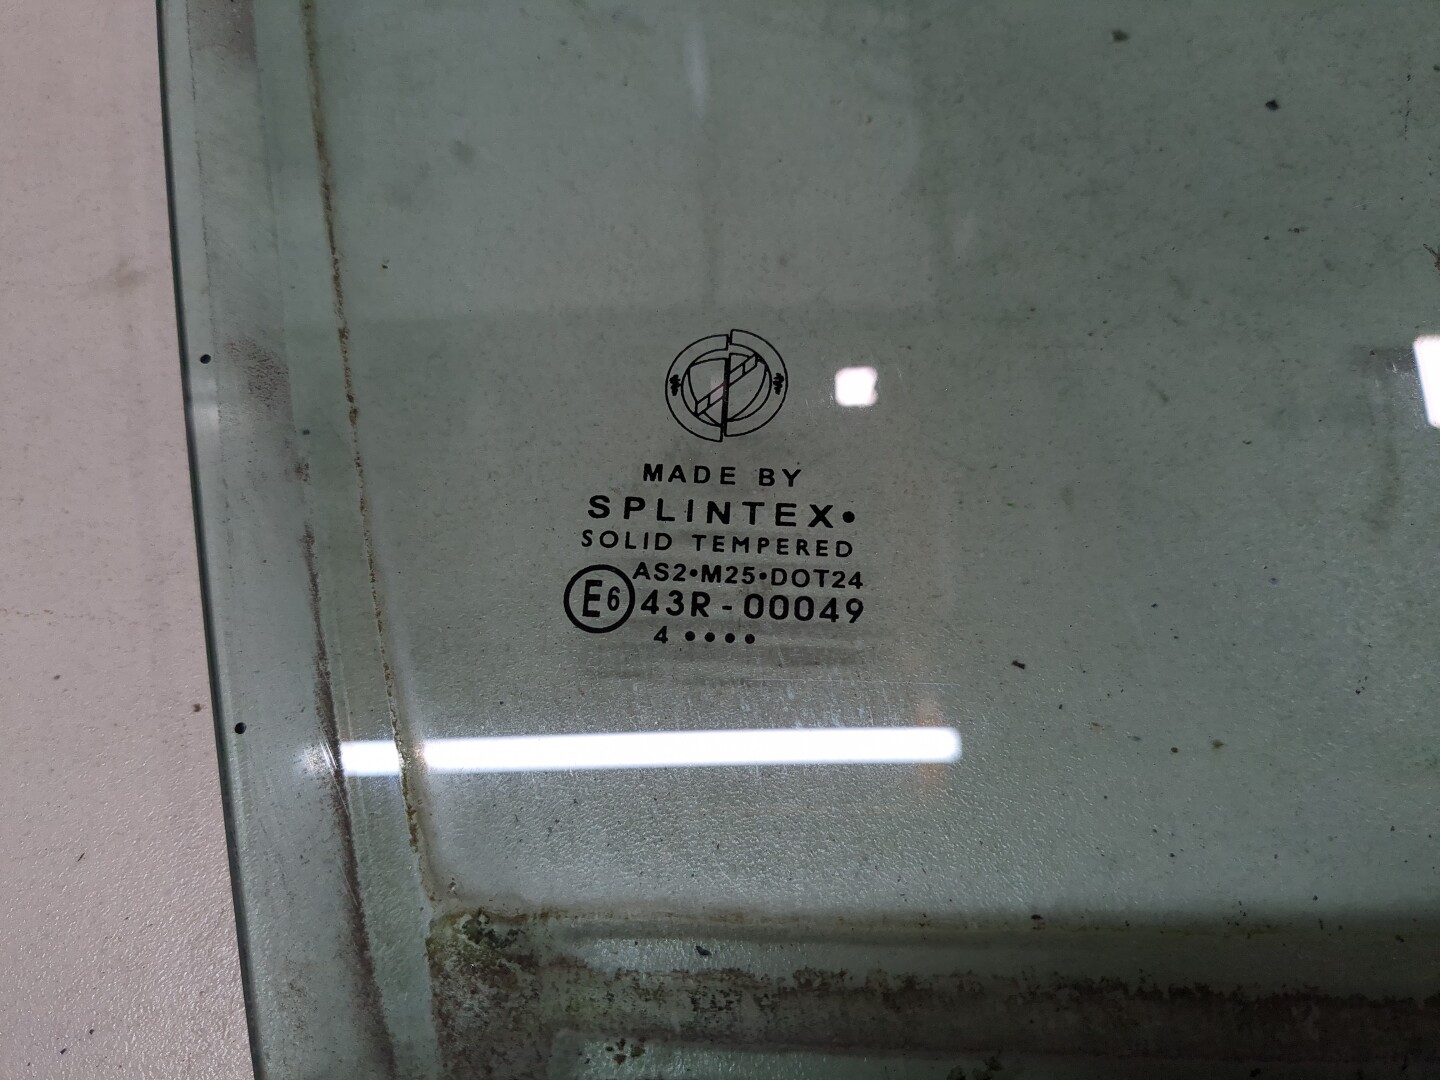 MADE BY
SPLINTEX•
SOLID TEMPERED
AS2•M25•DOT24
E6 43R-00049
4 ••••